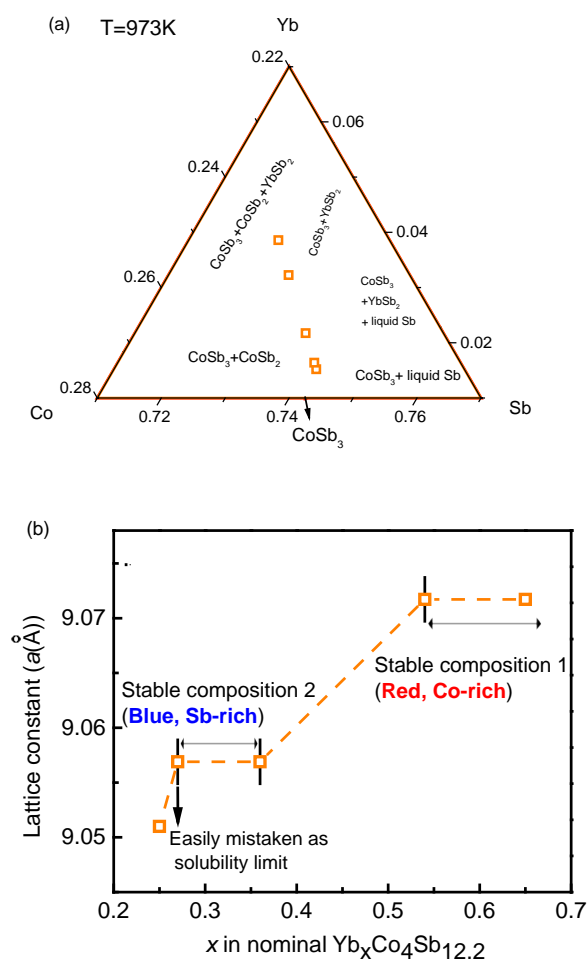 (a) T=973K
Yb
0.22
0.06
0.24
CoSb3+CoSb2+YbSb2
CoSb3+YbSb2
0.04
0.26
CoSb3
+YbSb2
+ liquid Sb
0.02
CoSb3+CoSb2
CoSb3+ liquid Sb
0.28
Co
Sb
0.72
0.74
0.76
CoSb3
(b)
9.07
9.06
9.05
Lattice constant (a(Å))
Stable composition 1
(Red, Co-rich)
Stable composition 2
(Blue, Sb-rich)
Easily mistaken as
solubility limit
0.2 0.3 0.4 0.5 0.6 0.7
x in nominal YbxCo4Sb12.2